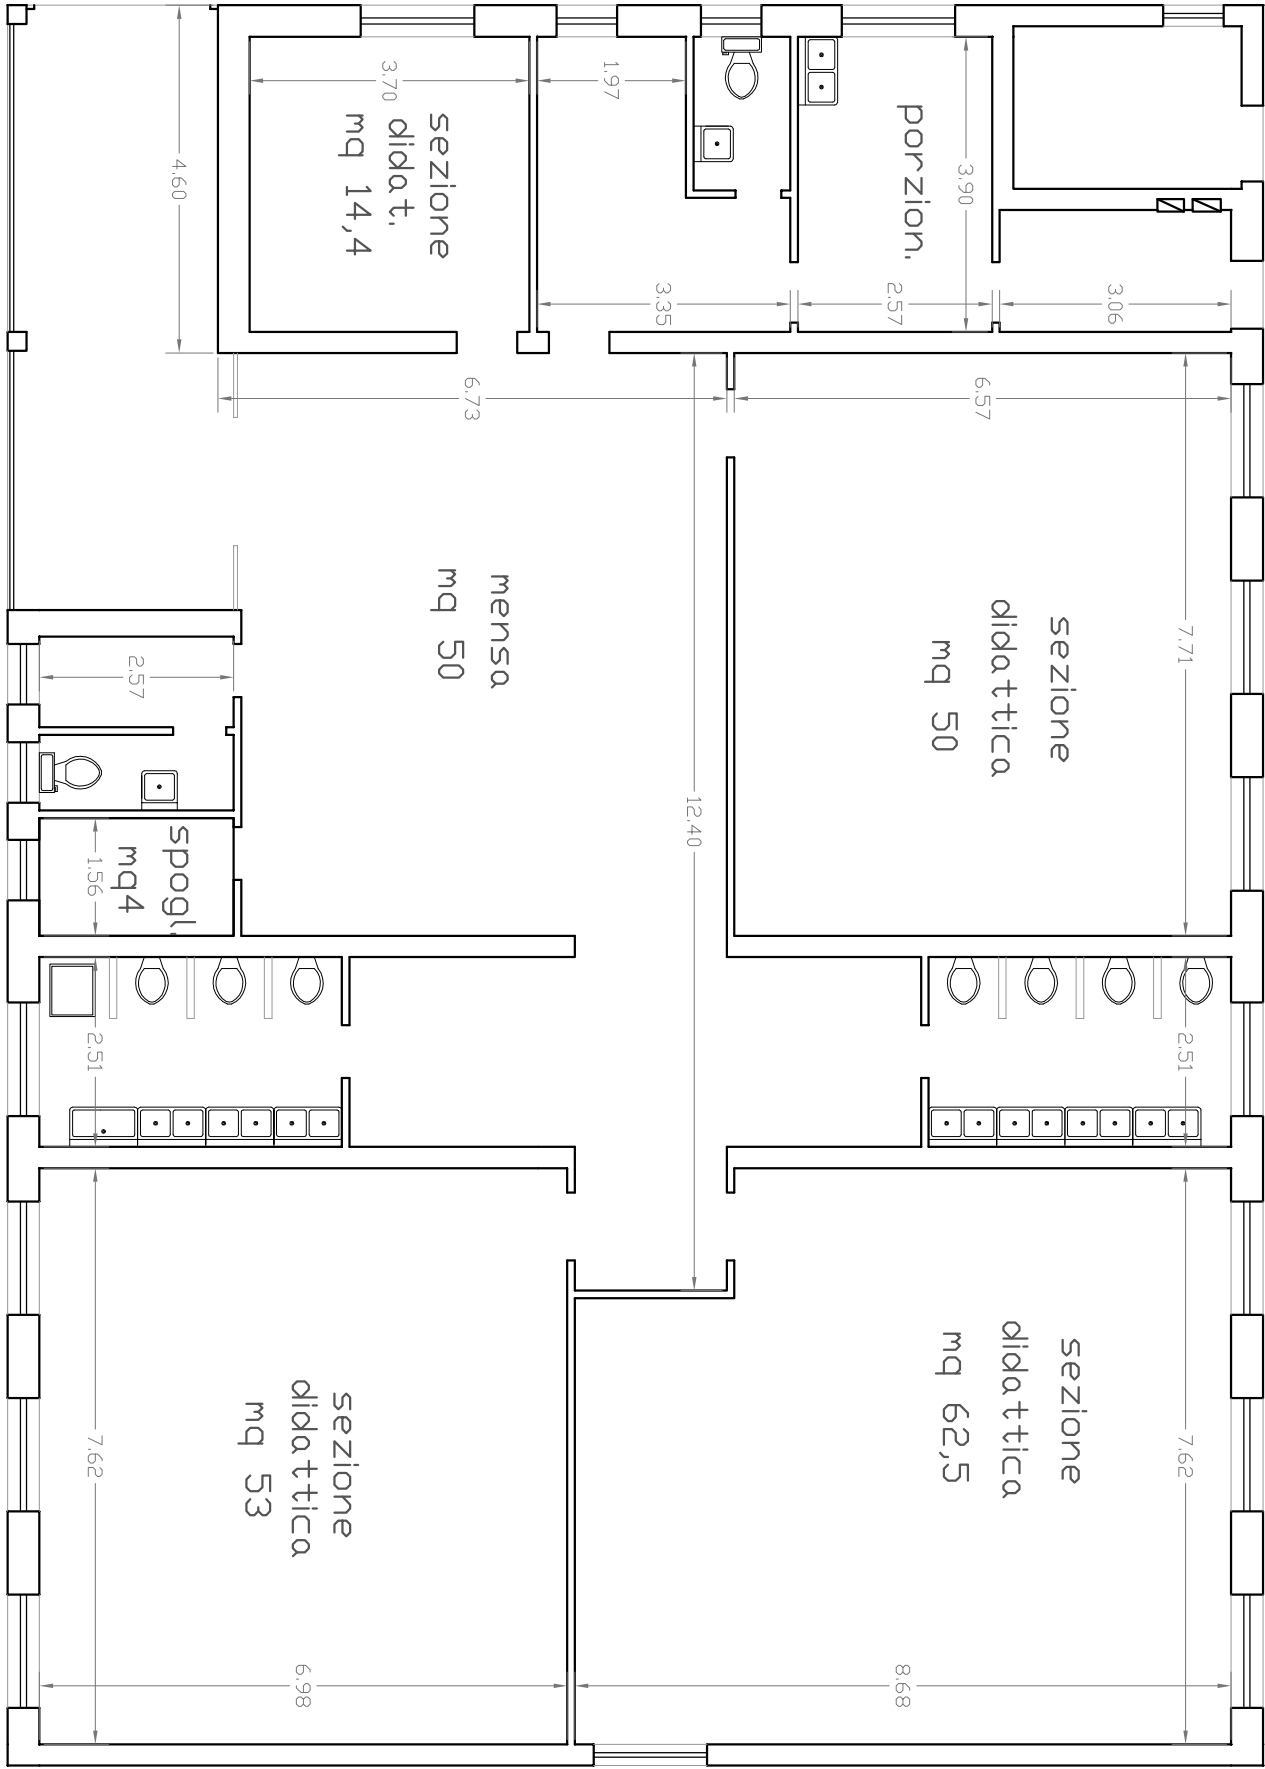 sezione
didat.
mq 14,4
3,70
1,97
4,60
porzion.
3,90
3,35
2,57
3,06
6,73
6,57
mensa
mq 50
sezione
didattica
mq 50
7,71
2,57
12,40
spogl.
mq4
1,56
2,51
2,51
sezione
didattica
mq 62,5
7,62
sezione
didattica
mq 53
7,62
6,98
8,68